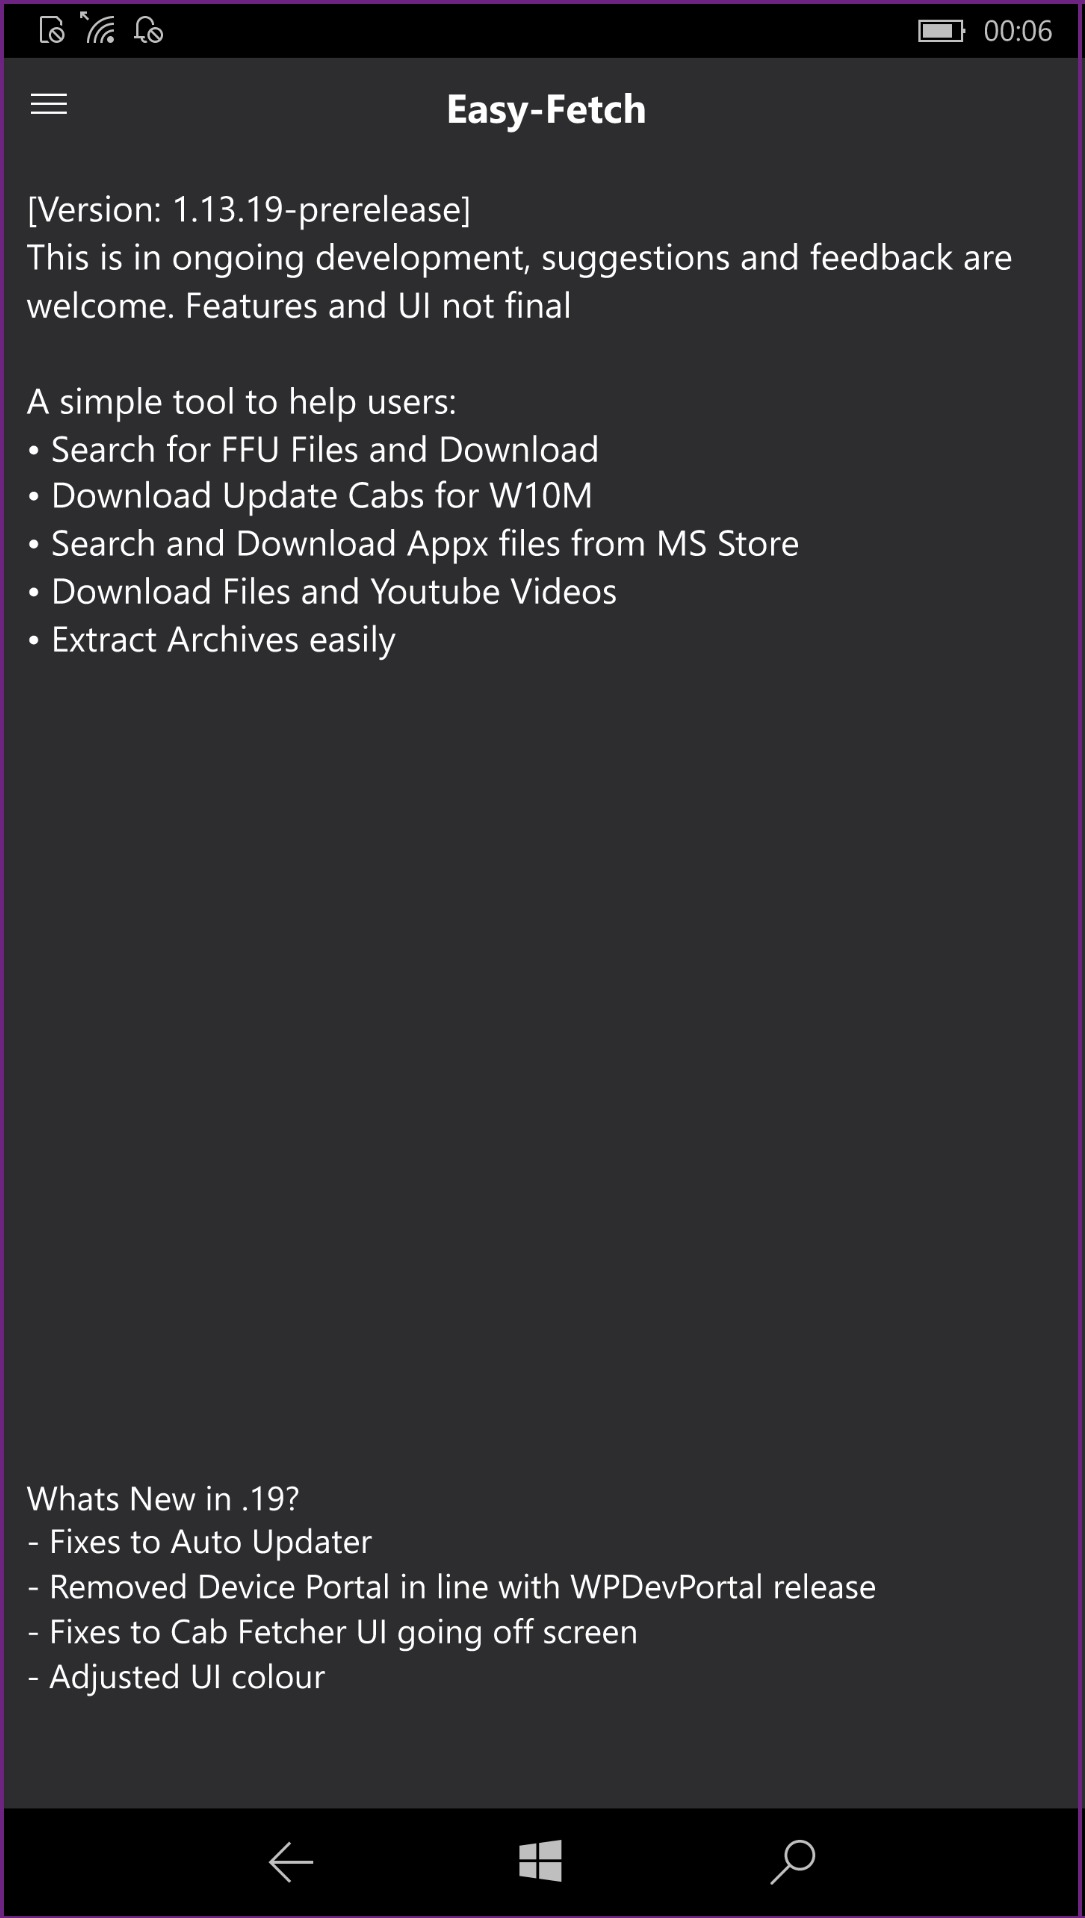 00:06
Easy-Fetch
[Version: 1.13.19-prerelease]
This is in ongoing development, suggestions and feedback are
welcome. Features and UI not final
A simple tool to help users:
• Search for FFU Files and Download
• Download Update Cabs for W10M
• Search and Download Appx files from MS Store
• Download Files and Youtube Videos
• Extract Archives easily
Whats New in .19?
- Fixes to Auto Updater
- Removed Device Portal in line with WPDevPortal release
- Fixes to Cab Fetcher UI going off screen
- Adjusted UI colour